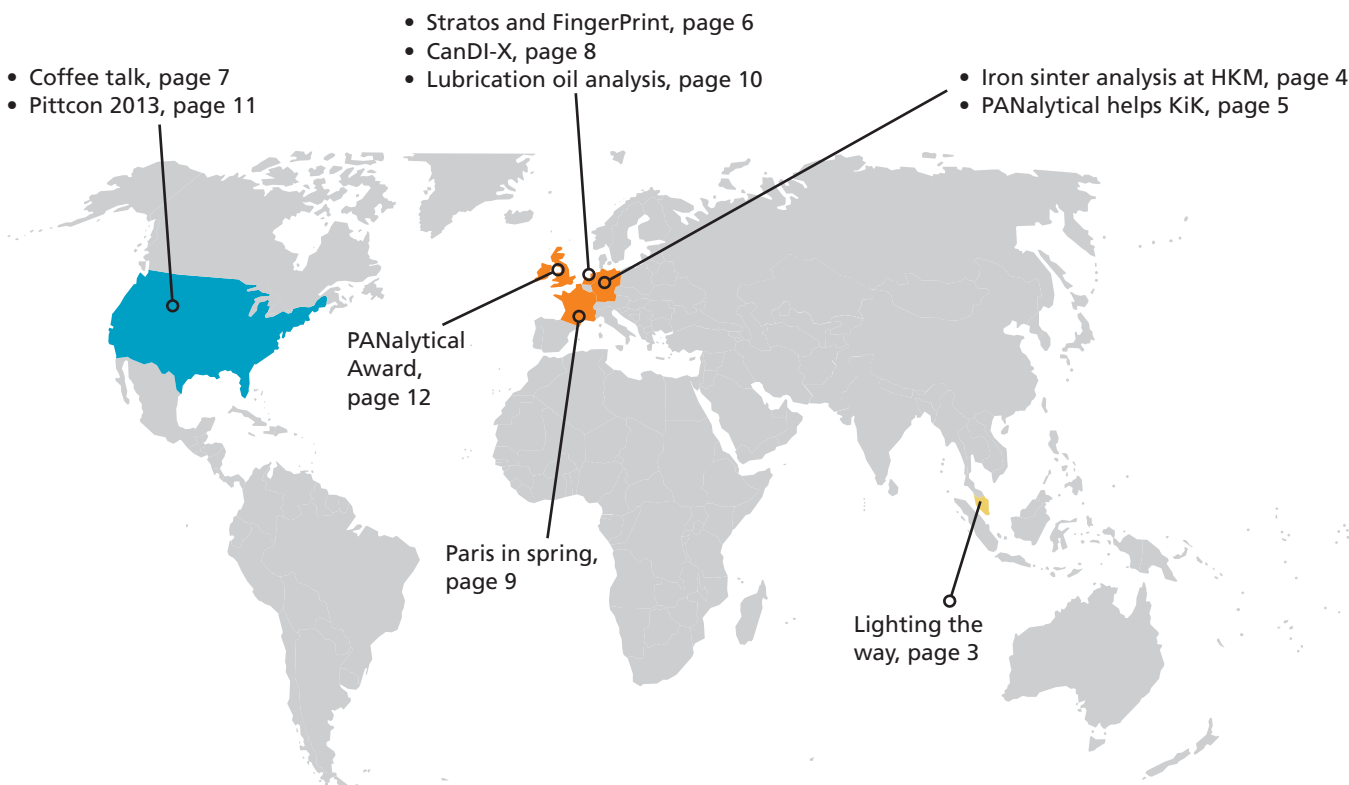 • Stratos and FingerPrint, page 6
• CanDI-X, page 8
• Lubrication oil analysis, page 10
• Coffee talk, page 7
• Pittcon 2013, page 11
• Iron sinter analysis at HKM, page 4
• PANalytical helps KiK, page 5
PANalytical
Award,
page 12
Paris in spring,
page 9
Lighting the
way, page 3